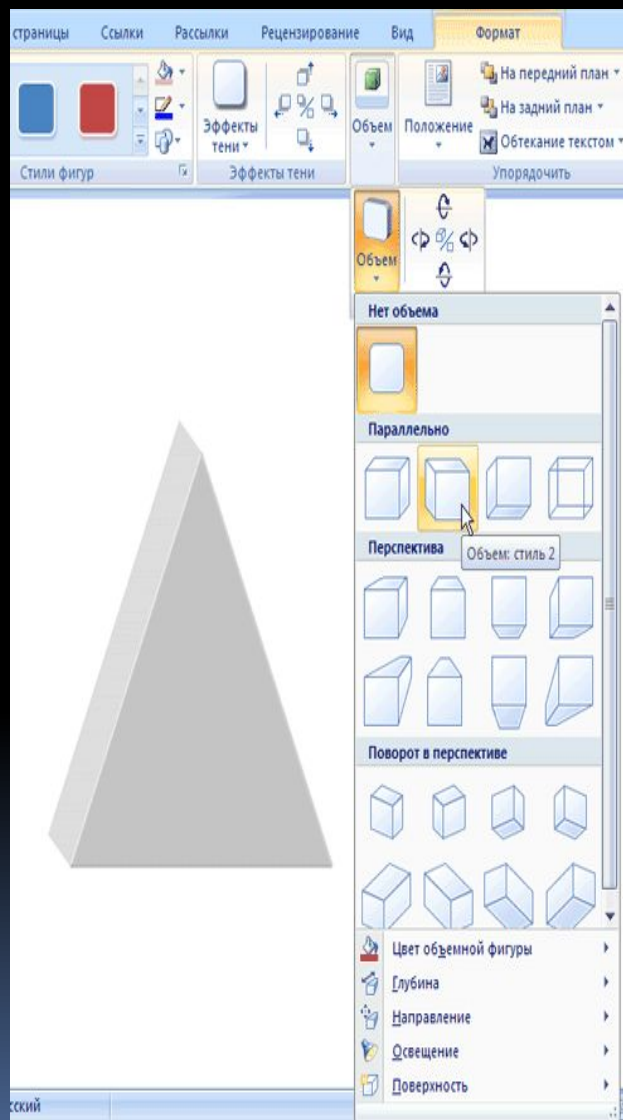 страницы Ссылки Рассылки Рецензирование Вид Формат
На передний план
На задний план
Обтекание текстом
Эффекты тени
Объем
Положение
Стили фигур
Эффекты тени
Упорядочить
Объем
Нет объема
Параллельно
Перспектива
Объем: стиль 2
Поворот в перспективе
Цвет объемной фигуры
Глубина
Направление
Освещение
Поверхность
сский